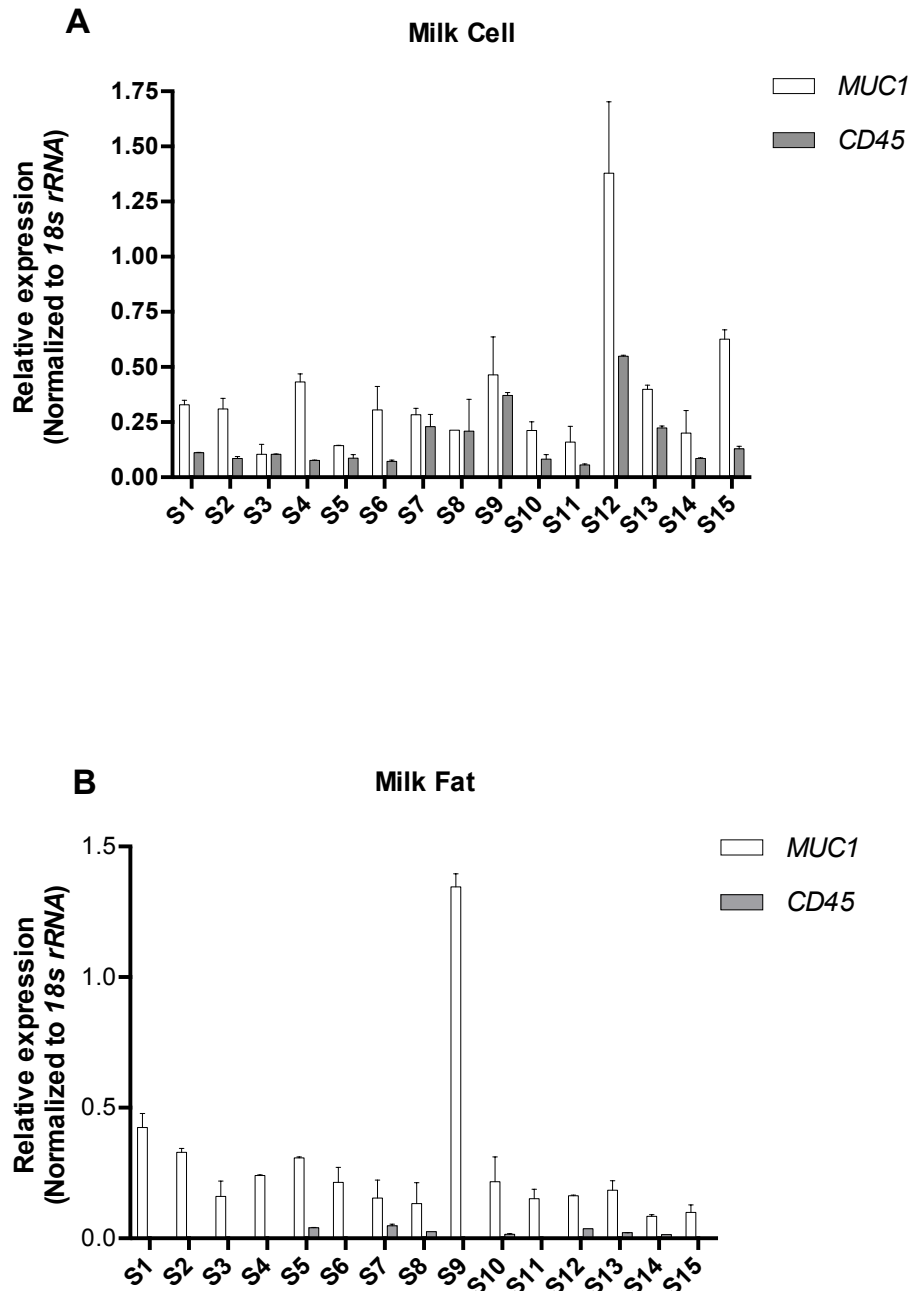 A
Milk Cell
MUC1
CD45
Relative expression
(Normalized to 18s rRNA)
1.75
1.50
1.25
1.00
0.75
0.50
0.25
0.00
S1 S2 S3 S4 S5 S6 S7 S8 S9 S10 S11 S12 S13 S14 S15
B
Milk Fat
MUC1
CD45
Relative expression
(Normalized to 18s rRNA)
1.5
1.0
0.5
0.0
S1 S2 S3 S4 S5 S6 S7 S8 S9 S10 S11 S12 S13 S14 S15